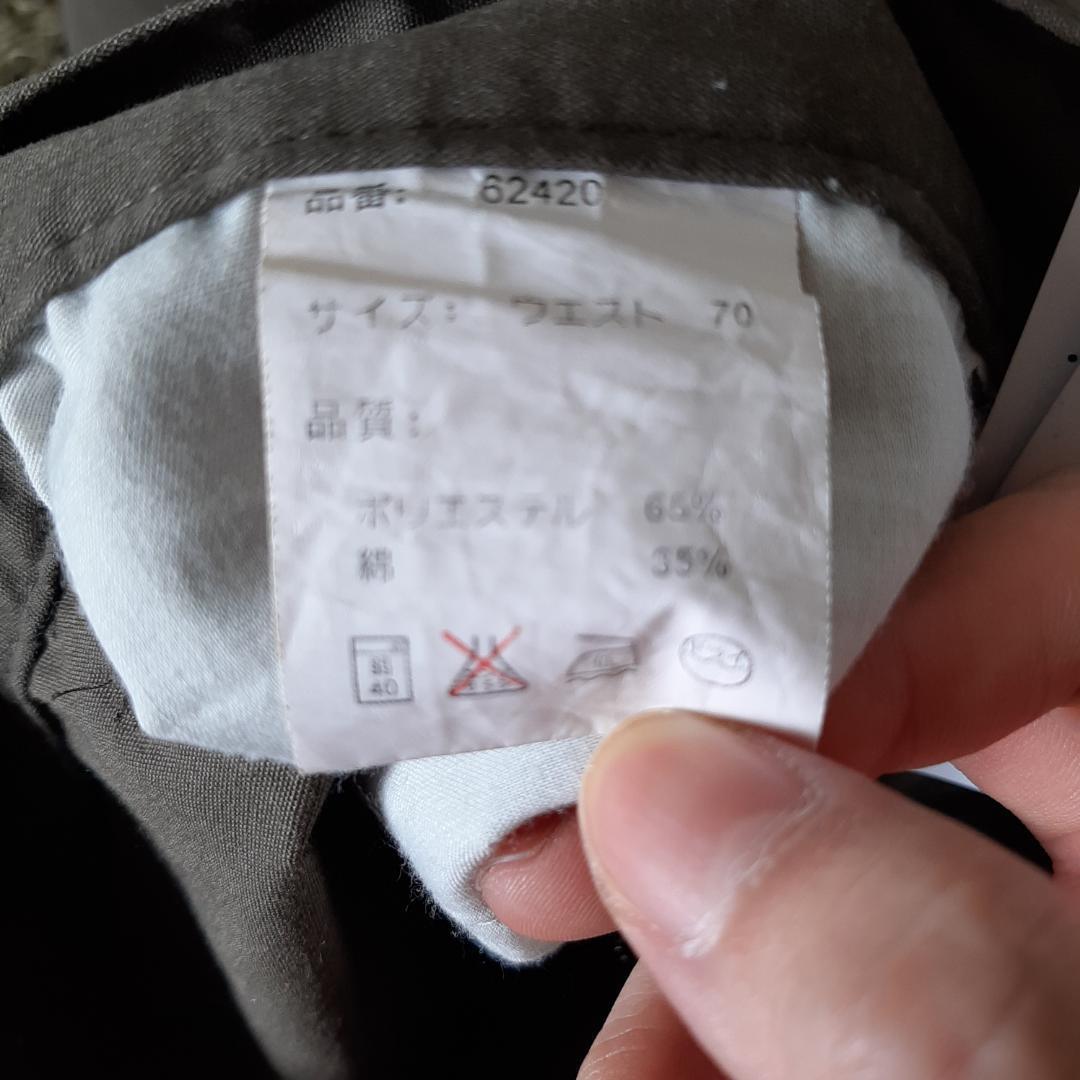 品番: 62420
サイズ: ウエスト 70
品質:
ポリエステル 65%
綿 35%
40